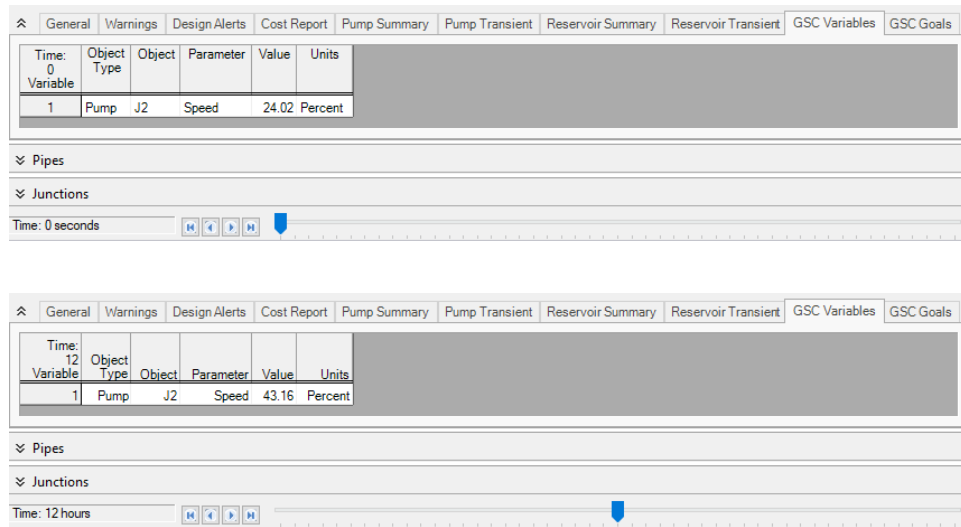 General Warnings Design Alerts Cost Report Pump Summary Pump Transient Reservoir Summary Reservoir Transient GSC Variables GSC Goals
Time: 0 Variable Object Type Object Parameter Value Units
1 Pump J2 Speed 24.02 Percent
Pipes
Junctions
Time: 0 seconds
General Warnings Design Alerts Cost Report Pump Summary Pump Transient Reservoir Summary Reservoir Transient GSC Variables GSC Goals
Time: 12 Variable Object Type Object Parameter Value Units
1 Pump J2 Speed 43.16 Percent
Pipes
Junctions
Time: 12 hours